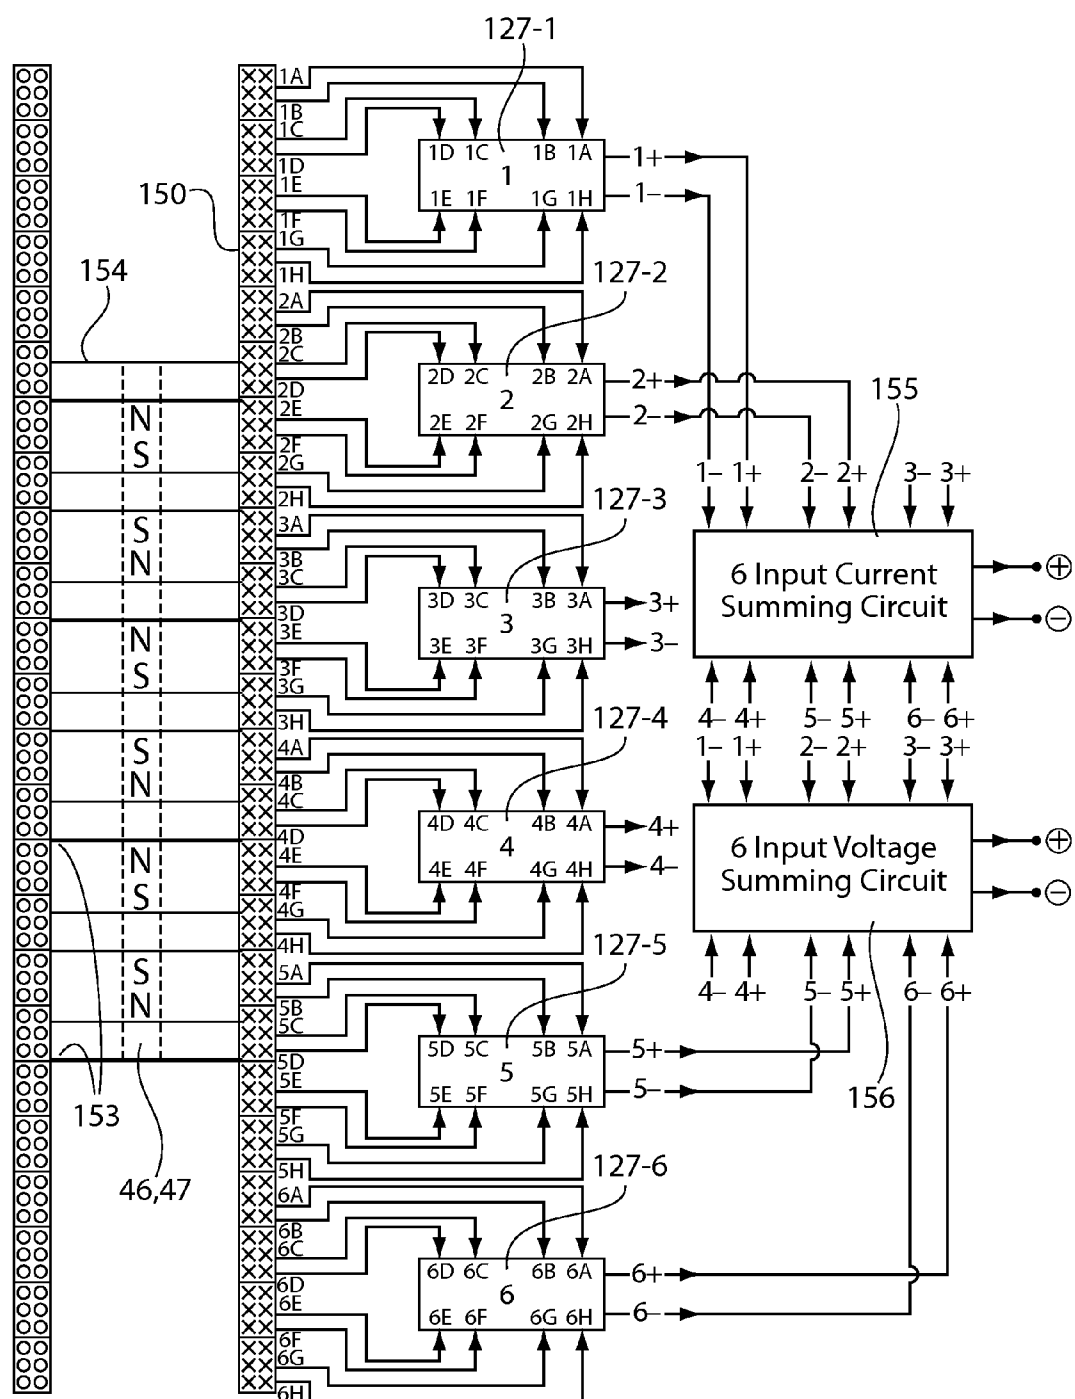 127-1
1A
1B
1C
1D
1E
1F
1G
1H
1D 1C 1B 1A
1
1E 1F 1G 1H
1+
1–
150
154
127-2
2A
2B
2C
2D
2E
2F
2G
2H
2D 2C 2B 2A
2
2E 2F 2G 2H
2+
2–
155
1– 1+ 2– 2+ 3– 3+
6 Input Current
Summing Circuit
+
–
4– 4+ 5– 5+ 6– 6+
N
S
S
N
N
S
S
N
N
S
S
N
127-3
3A
3B
3C
3D
3E
3F
3G
3H
3D 3C 3B 3A
3
3E 3F 3G 3H
3+
3–
127-4
4A
4B
4C
4D
4E
4F
4G
4H
4D 4C 4B 4A
4
4E 4F 4G 4H
4+
4–
1– 1+ 2– 2+ 3– 3+
6 Input Voltage
Summing Circuit
+
–
4– 4+ 5– 5+ 6– 6+
156
127-5
5A
5B
5C
5D
5E
5F
5G
5H
5D 5C 5B 5A
5
5E 5F 5G 5H
5+
5–
153
46,47
127-6
6A
6B
6C
6D
6E
6F
6G
6H
6D 6C 6B 6A
6
6E 6F 6G 6H
6+
6–